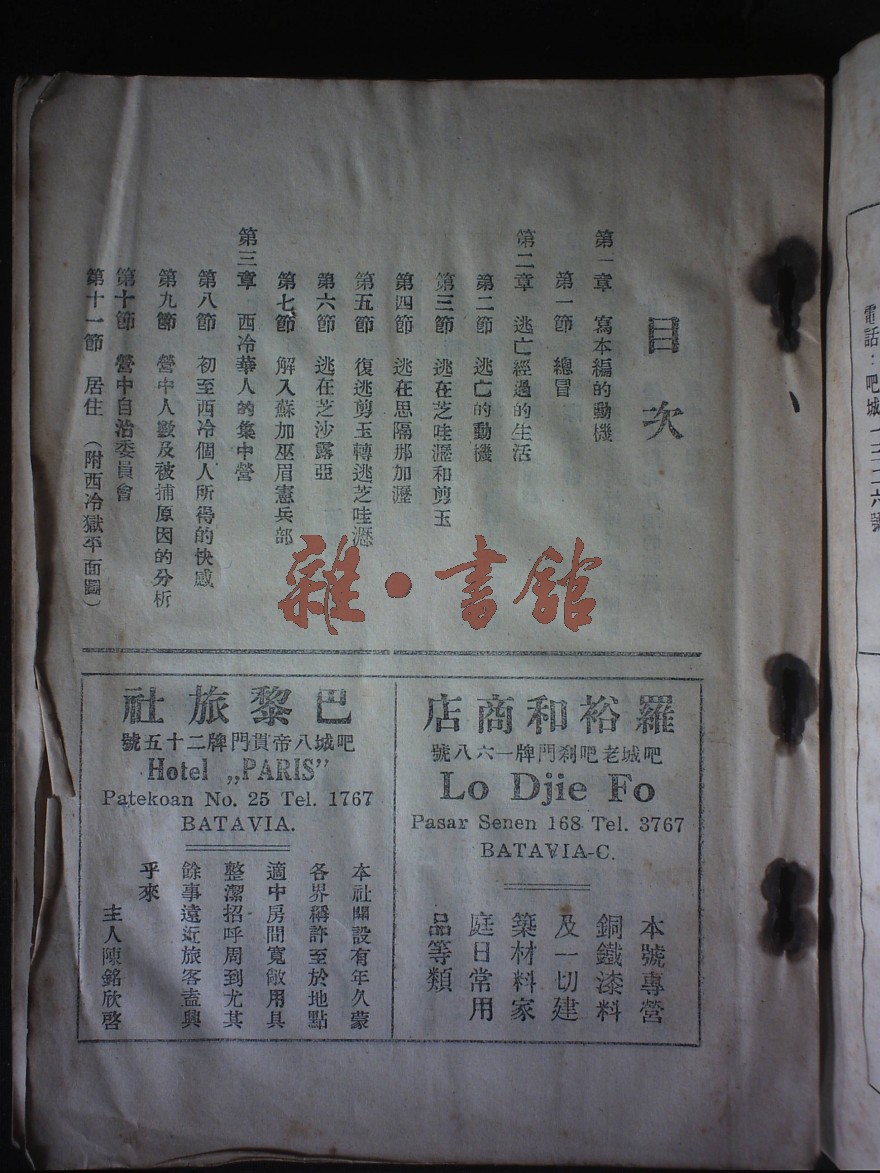 目次
第一章 寫本編的動機
第一節 總冒
第二章 逃亡經過的生活
第二節 逃亡的動機
第三節 逃在芝哇瀝和剪玉
第四節 逃在思隔那加瀝
第五節 復逃剪玉轉逃芝哇瀝
第六節 逃在芝沙露亞
第七節 解入蘇加巫眉憲兵部
第三章 西冷華人的集中營
第八節 初至西冷個人所得的快感
第九節 營中人數及被捕原因的分析
第十節 營中自治委員會
第十一節 居住 (附西冷獄平面圖)
雜·書館
羅裕和商店
吧城老吧剎門牌一六八號
Lo Djie Fo
Pasar Senen 168 Tel. 3767
BATAVIA-C.
本號專營
銅鐵漆料
及一切建
築材料家
庭日常用
品等類
巴黎旅社
吧城八帝貫門牌二十五號
Hotel „PARIS”
Patekoan No. 25 Tel. 1767
BATAVIA.
本社開設有年久蒙
各界稱許至於地點
適中房間寬敞用具
整潔招呼周到尤其
餘事遠近旅客盍興
乎來
主人陳銘欣啓
電話：吧城一三二六號